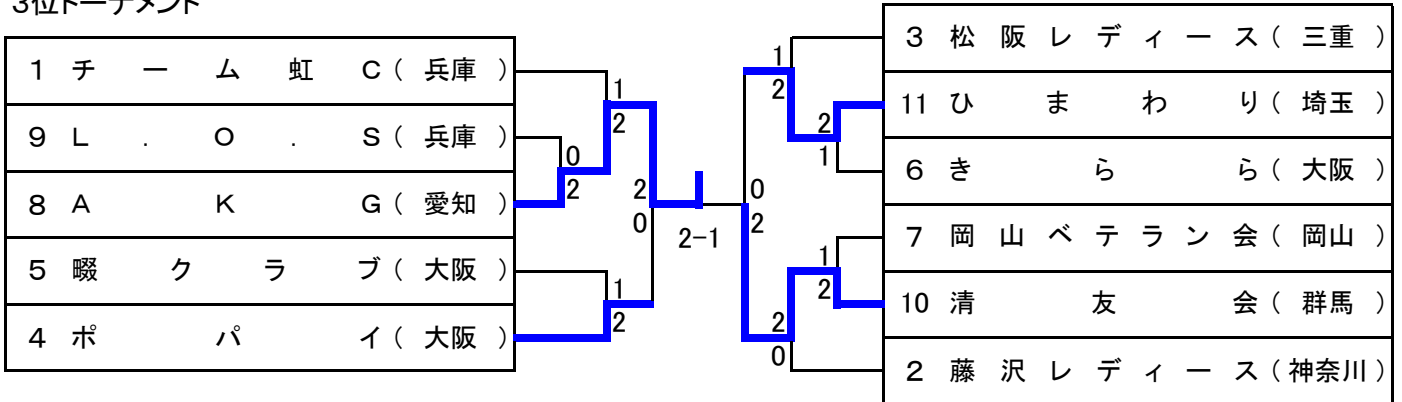 3位トーナメント
1 チーム虹C(兵庫)
9 L.O.S(兵庫)
8 AKG(愛知)
5 畷クラブ(大阪)
4 ポパイ(大阪)
1
2
0
2
2
0
1
2
2-1
0
2
1
2
2
1
1
2
2
0
3 松阪レディース(三重)
11 ひまわり(埼玉)
6 きらら(大阪)
7 岡山ベテラン会(岡山)
10 清友会(群馬)
2 藤沢レディース(神奈川)